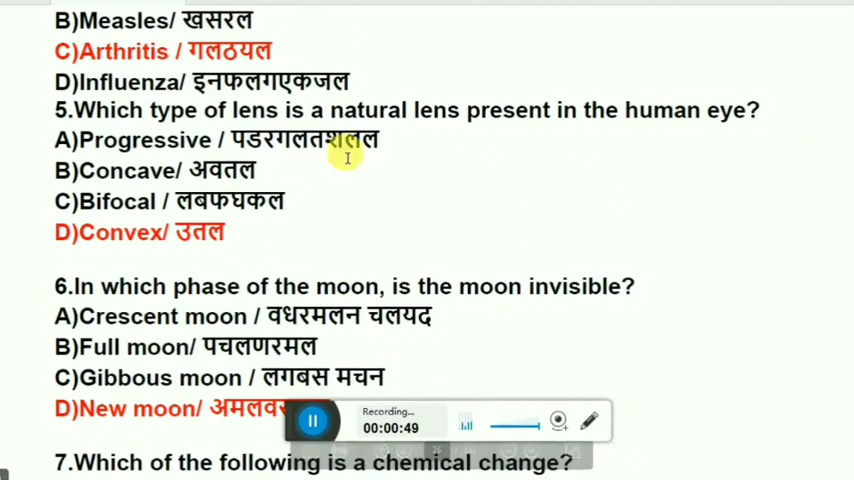 B)Measles/ खसरल
C)Arthritis / गलठयल
D)Influenza/ इनफलगएकजल
5.Which type of lens is a natural lens present in the human eye?
A)Progressive / पडरगलतशलल
B)Concave/ अवतल
C)Bifocal / लबफघकल
D)Convex/ उतल
6.In which phase of the moon, is the moon invisible?
A)Crescent moon / वधरमलन चलयद
B)Full moon/ पचलणरमल
C)Gibbous moon / लगबस मचन
D)New moon/
Recording...
00:00:49
7.Which of the following is a chemical change?